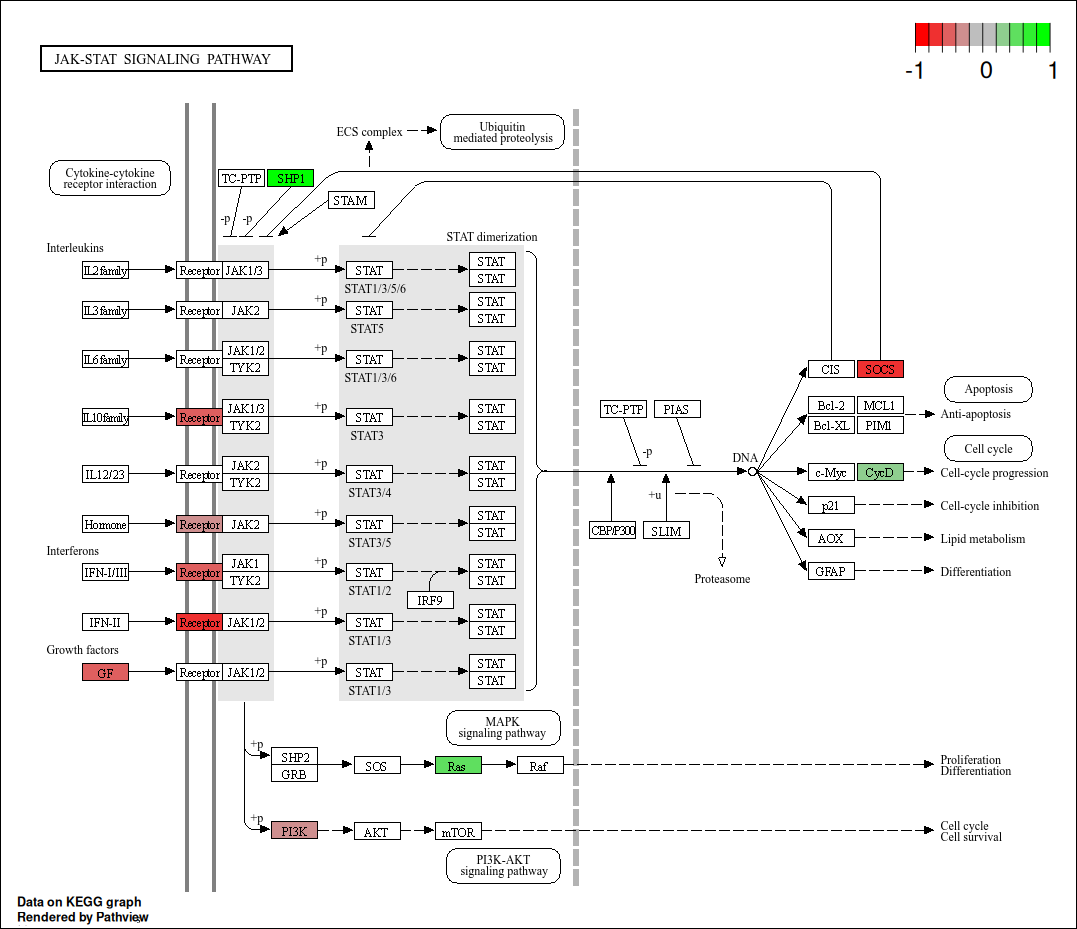 JAK-STAT SIGNALING PATHWAY
-1 0 1
ECS complex
Ubiquitin
mediated proteolysis
Cytokine-cytokine
receptor interaction
TC-PTP
SHP1
STAM
-p
-p
STAT dimerization
Interleukins
IL2 family
Receptor
JAK1/3
+p
STAT
STAT1/3/5/6
STAT
STAT
IL3 family
Receptor
JAK2
+p
STAT
STAT5
STAT
STAT
IL6 family
Receptor
JAK1/2
TYK2
+p
STAT
STAT1/3/6
STAT
STAT
IL10 family
Receptor
JAK1/3
TYK2
+p
STAT
STAT3
STAT
STAT
IL12/23
Receptor
JAK2
TYK2
+p
STAT
STAT3/4
STAT
STAT
Hormone
Receptor
JAK2
+p
STAT
STAT3/5
STAT
STAT
Interferons
IFN-I/III
Receptor
JAK1
TYK2
+p
STAT
STAT1/2
IRF9
STAT
STAT
IFN-II
Receptor
JAK1/2
+p
STAT
STAT1/3
STAT
STAT
Growth factors
GF
Receptor
JAK1/2
+p
STAT
STAT1/3
STAT
STAT
TC-PTP
PIAS
-p
+u
CBP/P300
SLIM
Proteasome
DNA
CIS
SOCS
Bcl-2
MCL1
Bcl-XL
PIM1
Apoptosis
Anti-apoptosis
Cell cycle
c-Myc
CycD
Cell-cycle progression
p21
Cell-cycle inhibition
AOX
Lipid metabolism
GFAP
Differentiation
MAPK
signaling pathway
+p
SHP2
GRB
SOS
Ras
Raf
Proliferation
Differentiation
+p
PI3K
AKT
mTOR
Cell cycle
Cell survival
PI3K-AKT
signaling pathway
Data on KEGG graph
Rendered by Pathview